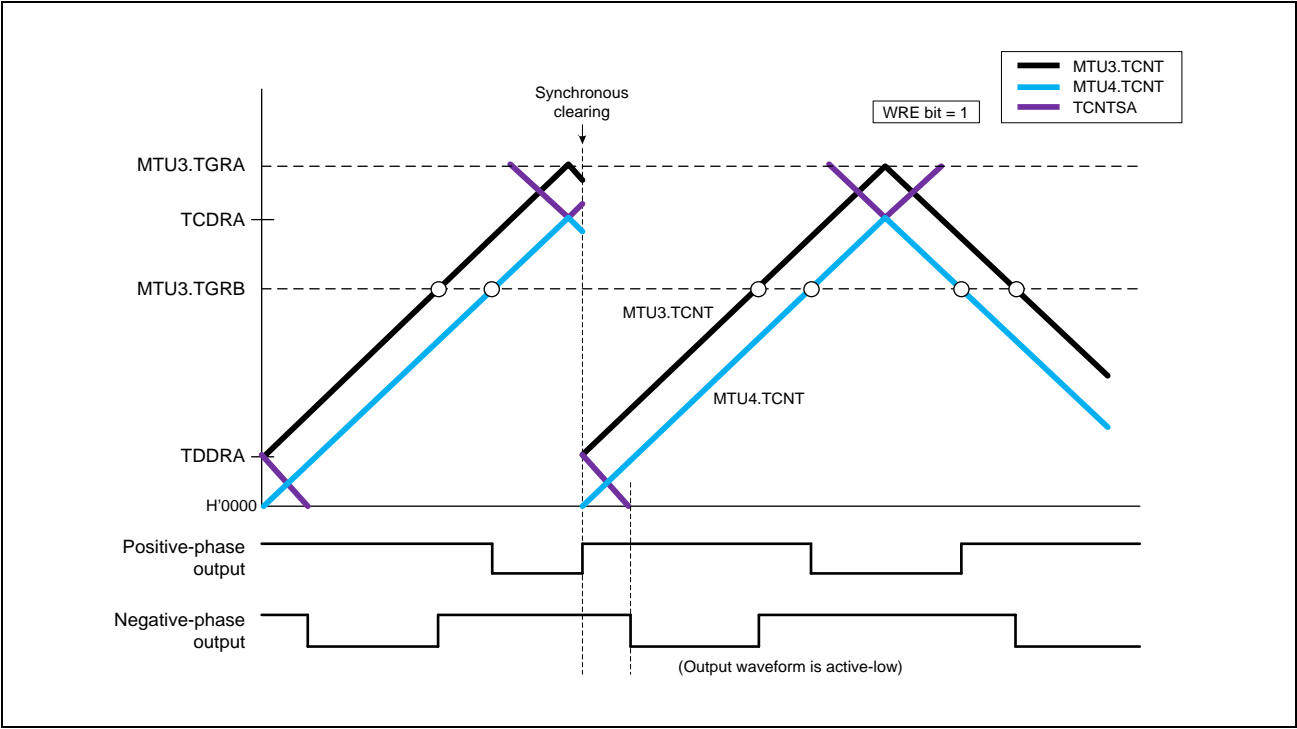 MTU3.TCNT
MTU4.TCNT
TCNTSA
Synchronous
clearing
WRE bit = 1
MTU3.TGRA
TCDRA
MTU3.TGRB
MTU3.TCNT
MTU4.TCNT
TDDRA
H'0000
Positive-phase
output
Negative-phase
output
(Output waveform is active-low)